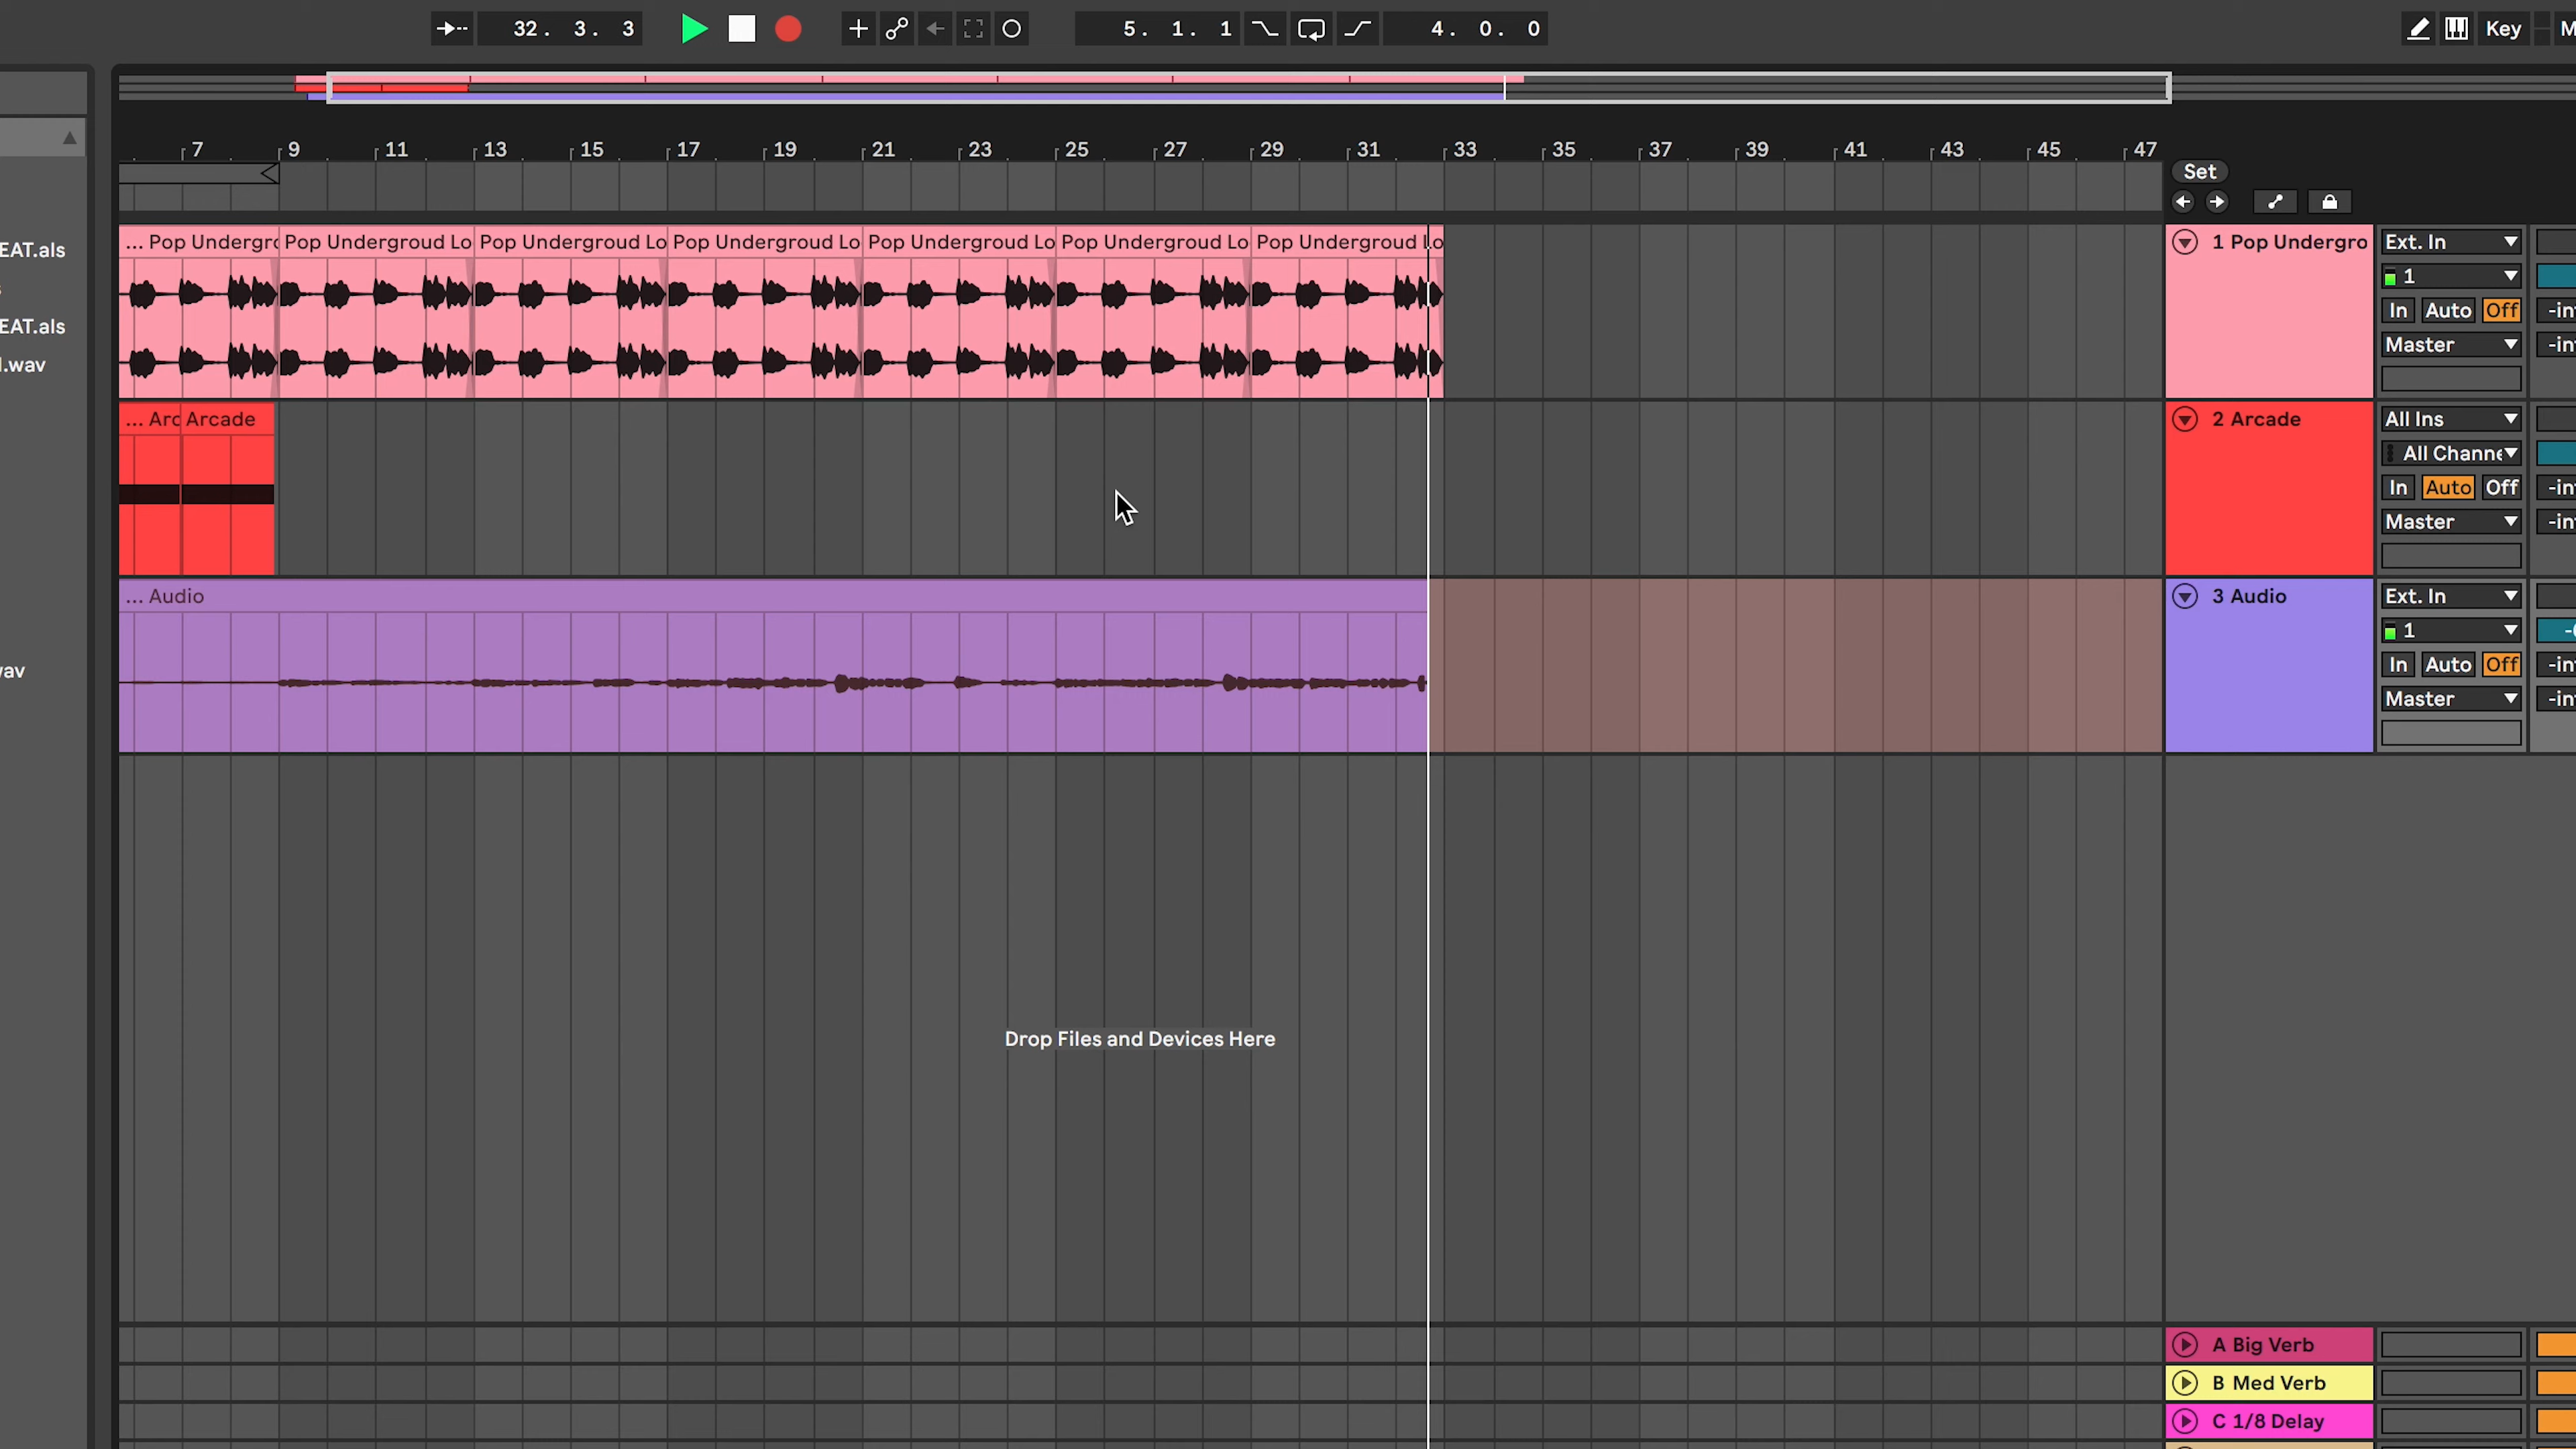 32. 3. 3 5. 1. 1 4. 0. 0 Key
7 9 11 13 15 17 19 21 23 25 27 29 31 33 35 37 39 41 43 45 47
Set
... Pop Undergr Pop Undergroud Lo Pop Undergroud Lo Pop Undergroud Lo Pop Undergroud Lo Pop Undergroud Lo Pop Undergroud Lo 1 Pop Undergro Ext. In
EAT.als
1
In Auto Off -in
EAT.als
Master -in
.wav
... Arc Arcade 2 Arcade All Ins
All Channe
In Auto Off -in
Master -in
... Audio 3 Audio Ext. In
1
In Auto Off -in
Master -in
Drop Files and Devices Here
A Big Verb
B Med Verb
C 1/8 Delay